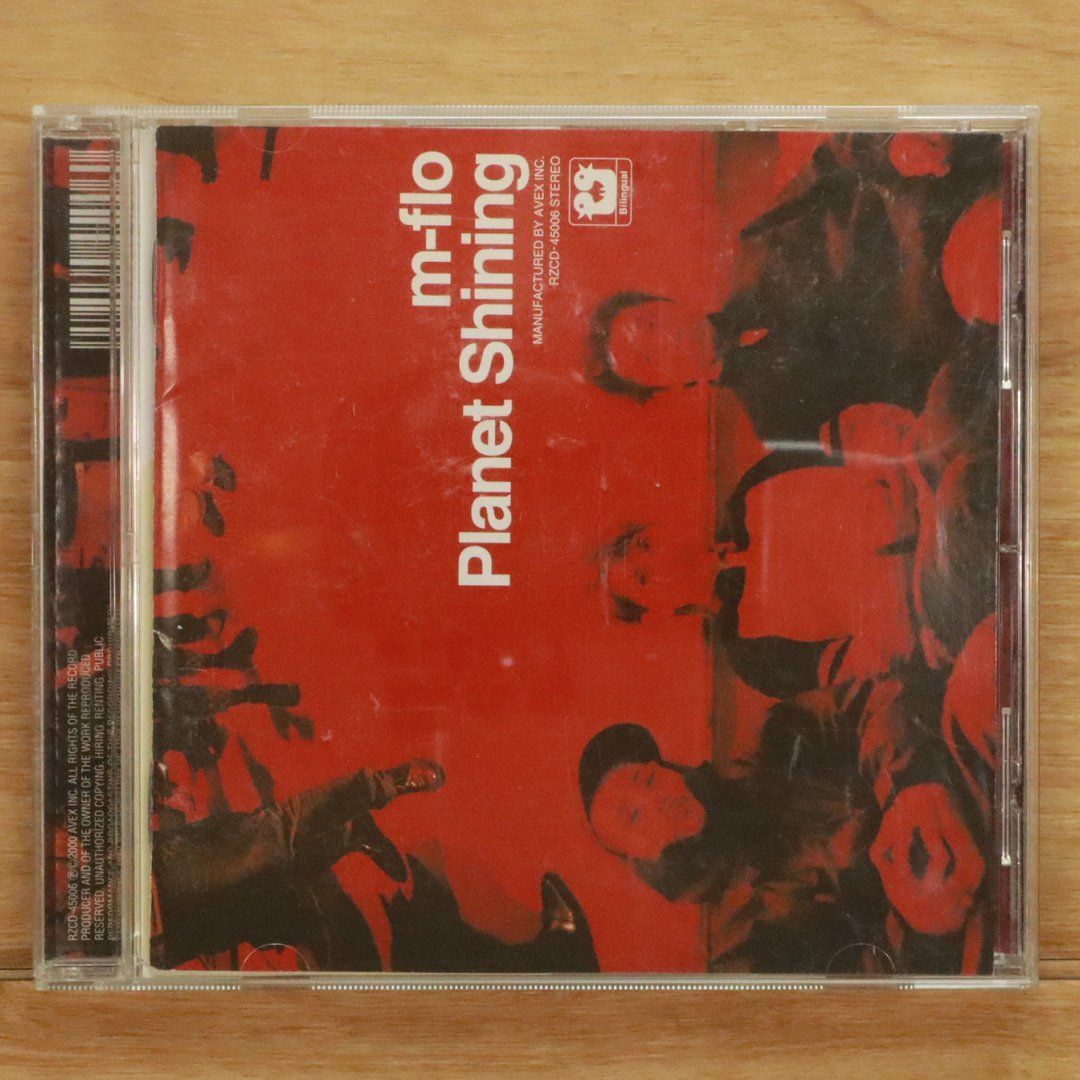 m-flo
Planet Shining
MANUFACTURED BY AVEX INC.
RZCD-45006 STEREO
Bilingual
RZCD-45006 ℗©2000 AVEX INC. ALL RIGHTS OF THE RECORD
PRODUCER AND OF THE OWNER OF THE WORK REPRODUCED
RESERVED. UNAUTHORIZED COPYING. HIRING. RENTING. PUBLIC